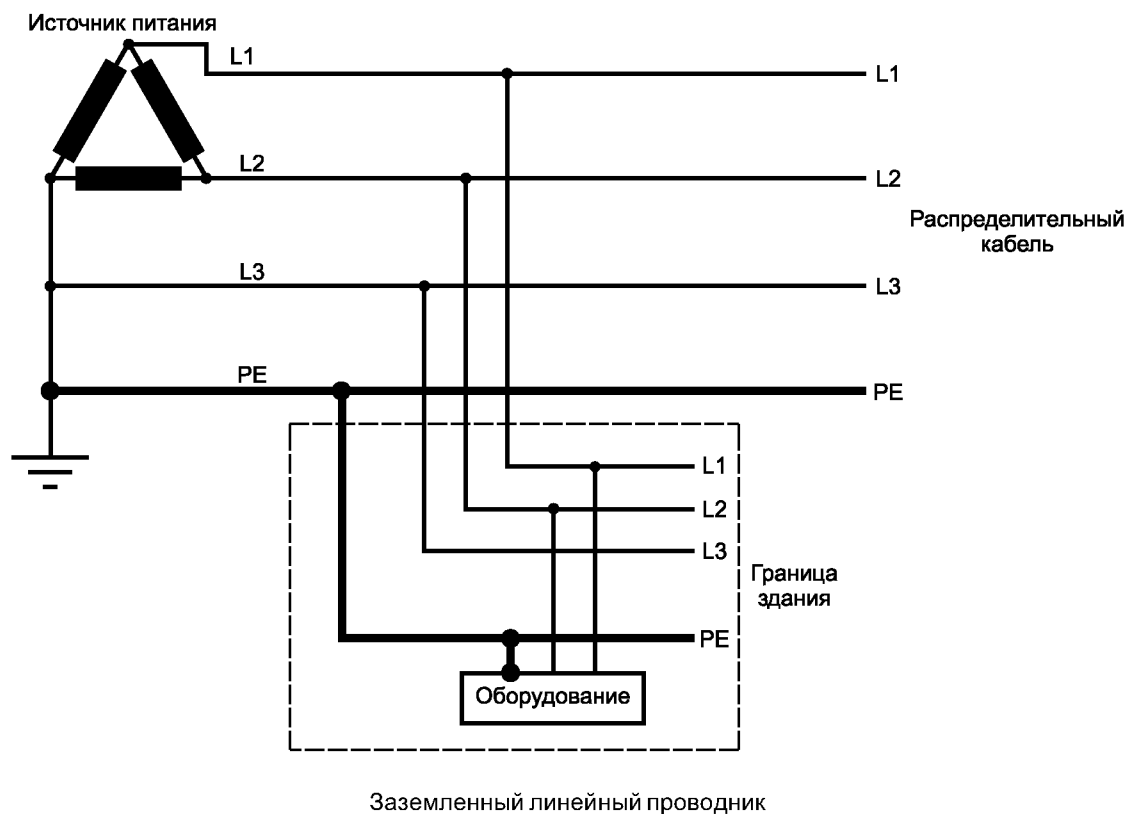 Источник питания
L1
L1
L2
L2
Распределительный
кабель
L3
L3
PE
PE
L1
L2
L3
Граница
здания
PE
Оборудование
Заземленный линейный проводник